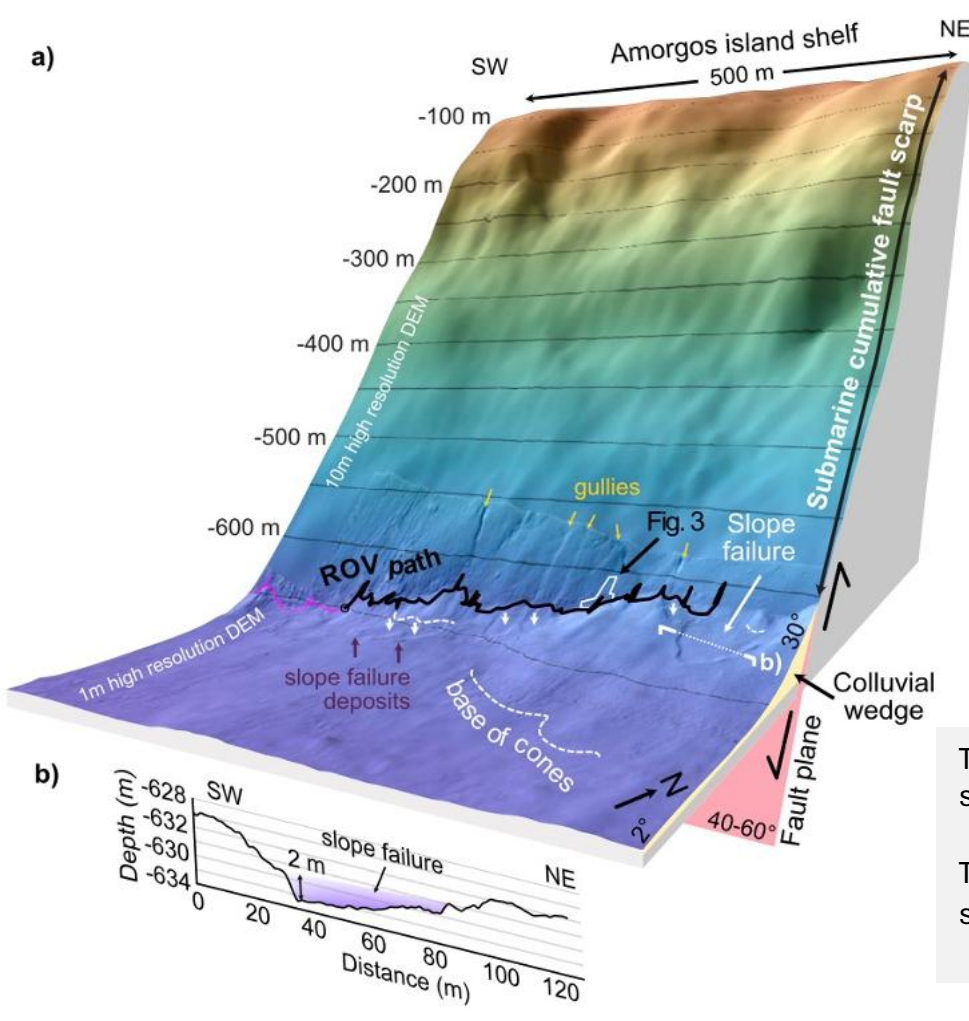 a)
SW
Amorgos island shelf
NE
500 m
-100 m
-200 m
-300 m
-400 m
-500 m
-600 m
10m high resolution DEM
Submarine cumulative fault scarp
gullies
Fig. 3
Slope
failure
ROV path
30°
b)
1m high resolution DEM
slope failure
deposits
base of cones
Colluvial
wedge
N
2°
40-60°
Fault plane
T
s
T
s
b)
Depth (m)
-628
-632
-630
-634
SW
slope failure
2 m
NE
0
20
40
60
80
100
120
Distance (m)